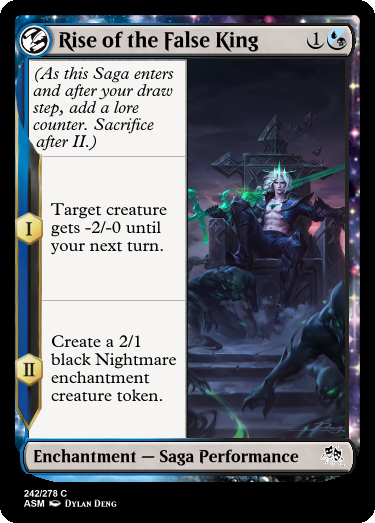 Rise of the False King 1
(As this Saga enters
and after your draw
step, add a lore
counter. Sacrifice
after II.)
I
Target creature
gets -2/-0 until
your next turn.
II
Create a 2/1
black Nightmare
enchantment
creature token.
Enchantment — Saga Performance
242/278 C
ASM Dylan Deng